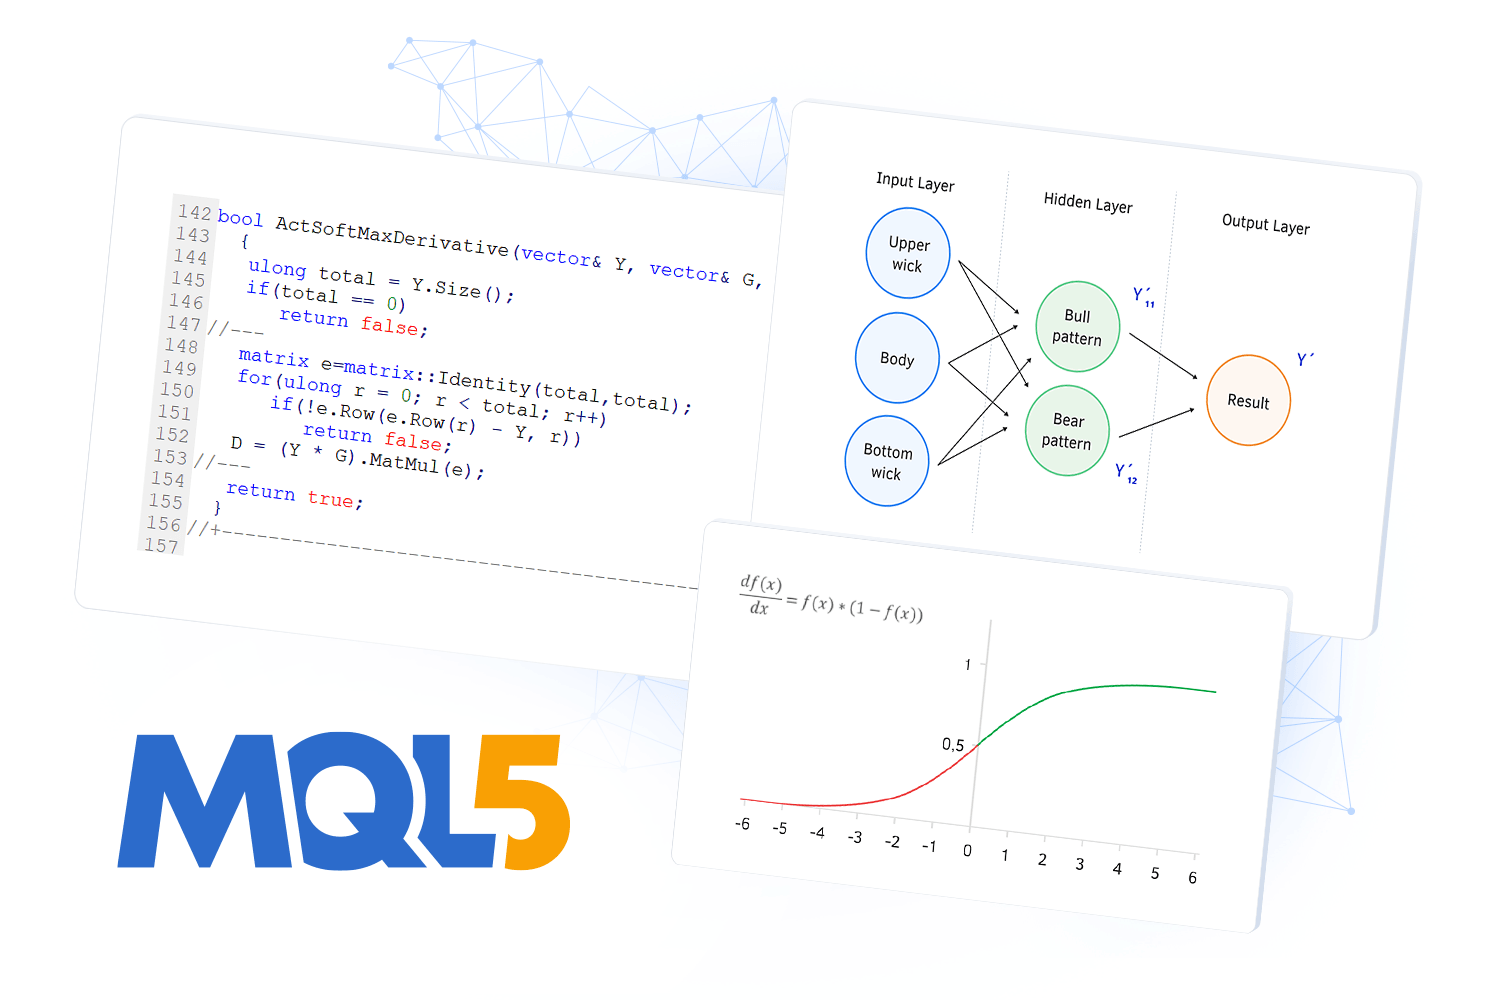 142 bool ActSoftMaxDerivative(vector& Y, vector& G,
143 {
144 ulong total = Y.Size();
145 if(total == 0)
146 return false;
147 //---
148 matrix e=matrix::Identity(total,total);
149 for(ulong r = 0; r < total; r++)
150 if(!e.Row(e.Row(r) - Y, r))
151 return false;
152 D = (Y * G).MatMul(e);
153 //---
154 return true;
155 }
156 //+------------------------------------------
157
Input Layer
Hidden Layer
Output Layer
Upper
wick
Body
Bottom
wick
Bull
pattern
Y´11
Bear
pattern
Y´12
Result
Y´
df(x)
dx
= f(x) * (1 − f(x))
1
0,5
-6 -5 -4 -3 -2 -1 0 1 2 3 4 5 6
MQL5